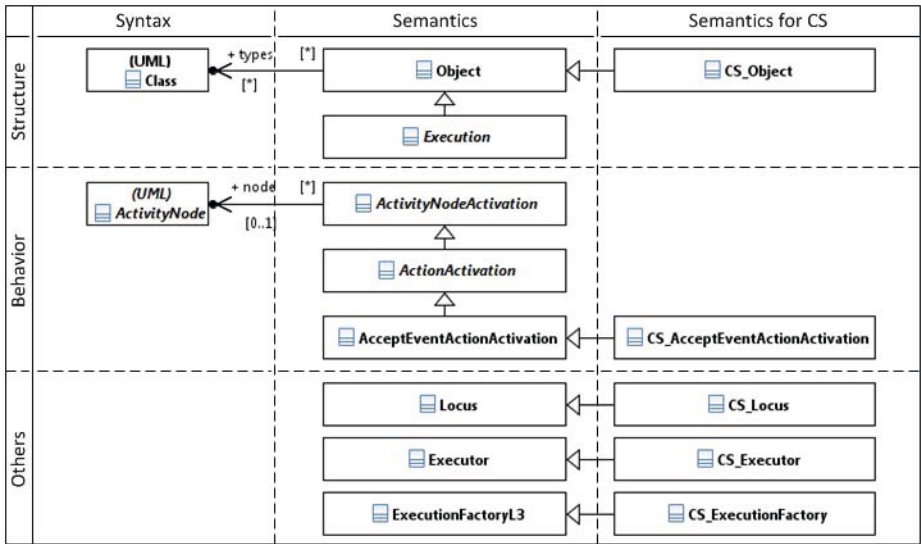 Syntax
Semantics
Semantics for CS
Structure
(UML)
Class
+ types
[*]
[*]
Object
CS_Object
Execution
Behavior
(UML)
ActivityNode
+ node
[*]
[0..1]
ActivityNodeActivation
ActionActivation
AcceptEventActionActivation
CS_AcceptEventActionActivation
Others
Locus
CS_Locus
Executor
CS_Executor
ExecutionFactoryL3
CS_ExecutionFactory